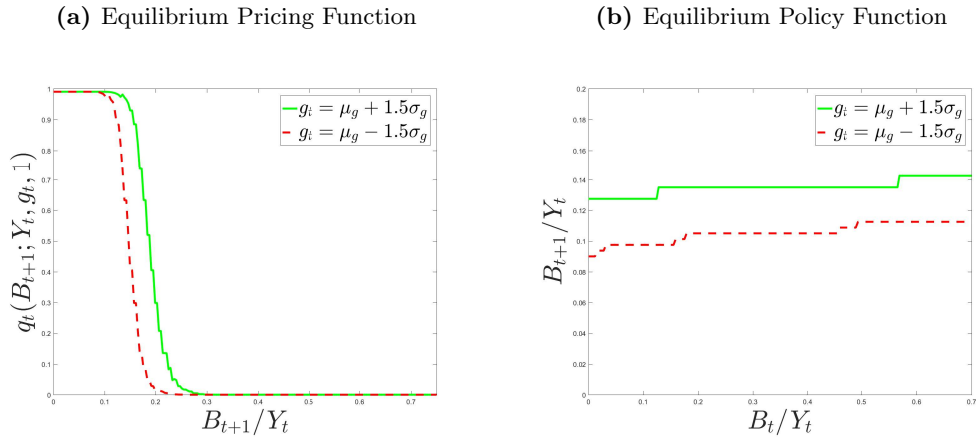 (a) Equilibrium Pricing Function
1
0.9
0.8
0.7
0.6
0.5
0.4
0.3
0.2
0.1
0
0 0.1 0.2 0.3 0.4 0.5 0.6 0.7
q_t(B_{t+1}; Y_t, g_t, 1)
B_{t+1}/Y_t
g_t = μ_g + 1.5σ_g
g_t = μ_g − 1.5σ_g
(b) Equilibrium Policy Function
0.2
0.18
0.16
0.14
0.12
0.1
0.08
0.06
0.04
0.02
0
0 0.1 0.2 0.3 0.4 0.5 0.6 0.7
B_{t+1}/Y_t
B_t/Y_t
g_t = μ_g + 1.5σ_g
g_t = μ_g − 1.5σ_g